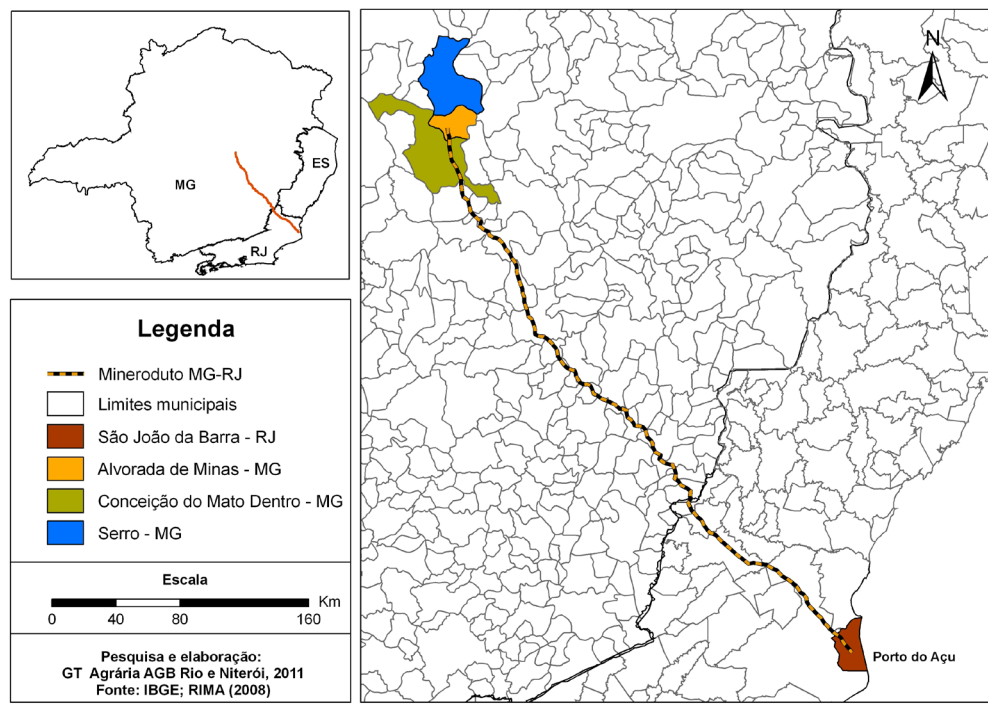 MG
ES
RJ
Legenda
Mineroduto MG-RJ
Limites municipais
São João da Barra - RJ
Alvorada de Minas - MG
Conceição do Mato Dentro - MG
Serro - MG
Escala
Km
0 40 80 160
Pesquisa e elaboração:
GT Agrária AGB Rio e Niterói, 2011
Fonte: IBGE; RIMA (2008)
N
Porto do Açu